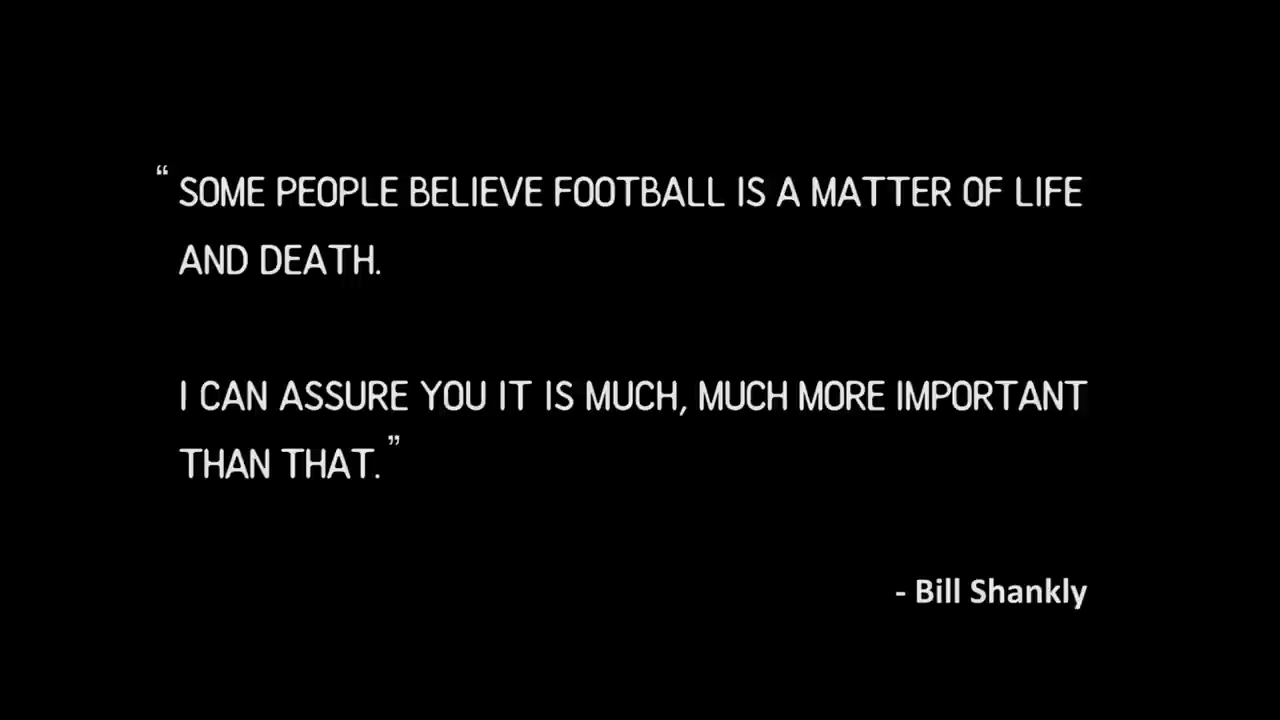 “ SOME PEOPLE BELIEVE FOOTBALL IS A MATTER OF LIFE
AND DEATH.
I CAN ASSURE YOU IT IS MUCH, MUCH MORE IMPORTANT
THAN THAT. ”
- Bill Shankly